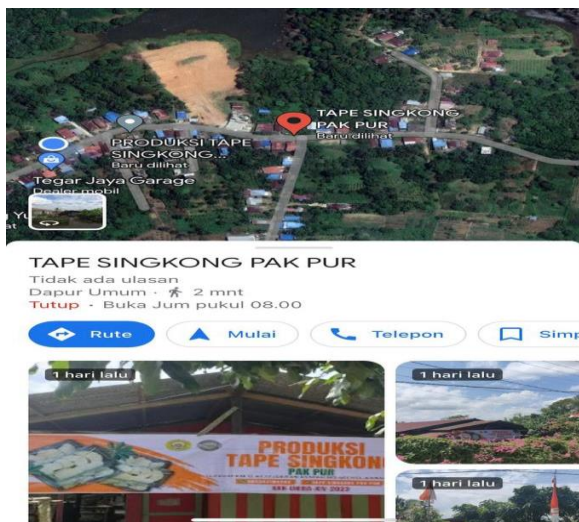 TAPE SINGKONG
PAK PUR
Baru dilihat
PRODUKSI TAPE
SINGKONG...
Baru dilihat
Tegar Jaya Garage
Dealer mobil
TAPE SINGKONG PAK PUR
Tidak ada ulasan
Dapur Umum · 2 mnt
Tutup · Buka Jum pukul 08.00
Rute
Mulai
Telepon
Simp
1 hari lalu
1 hari lalu
PRODUKSI
TAPE SINGKONG
PAK PUR
1 hari lalu